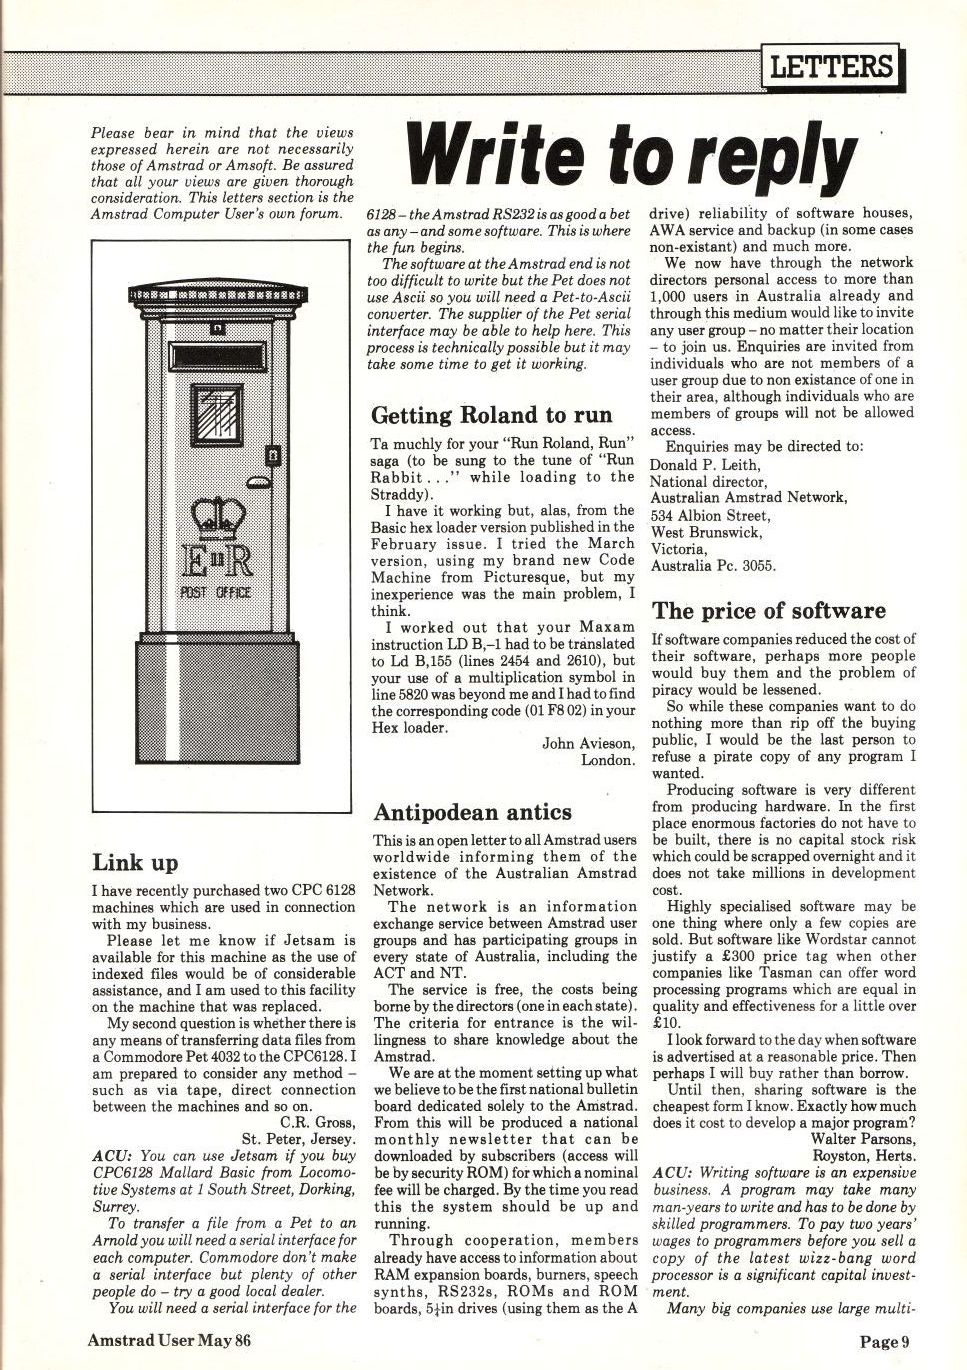 LETTERS
Please bear in mind that the views
expressed herein are not necessarily
those of Amstrad or Amsoft. Be assured
that all your views are given thorough
consideration. This letters section is the
Amstrad Computer User's own forum.
E II R
POST OFFICE
Link up
I have recently purchased two CPC 6128
machines which are used in connection
with my business.
Please let me know if Jetsam is
available for this machine as the use of
indexed files would be of considerable
assistance, and I am used to this facility
on the machine that was replaced.
My second question is whether there is
any means of transferring data files from
a Commodore Pet 4032 to the CPC6128. I
am prepared to consider any method –
such as via tape, direct connection
between the machines and so on.
C.R. Gross,
St. Peter, Jersey.
ACU: You can use Jetsam if you buy
CPC6128 Mallard Basic from Locomo-
tive Systems at 1 South Street, Dorking,
Surrey.
To transfer a file from a Pet to an
Arnold you will need a serial interface for
each computer. Commodore don't make
a serial interface but plenty of other
people do – try a good local dealer.
You will need a serial interface for the
Write to reply
6128 – the Amstrad RS232 is as good a bet
as any – and some software. This is where
the fun begins.
The software at the Amstrad end is not
too difficult to write but the Pet does not
use Ascii so you will need a Pet-to-Ascii
converter. The supplier of the Pet serial
interface may be able to help here. This
process is technically possible but it may
take some time to get it working.
Getting Roland to run
Ta muchly for your "Run Roland, Run"
saga (to be sung to the tune of "Run
Rabbit . . ." while loading to the
Straddy).
I have it working but, alas, from the
Basic hex loader version published in the
February issue. I tried the March
version, using my brand new Code
Machine from Picturesque, but my
inexperience was the main problem, I
think.
I worked out that your Maxam
instruction LD B,–1 had to be translated
to Ld B,155 (lines 2454 and 2610), but
your use of a multiplication symbol in
line 5820 was beyond me and I had to find
the corresponding code (01 F8 02) in your
Hex loader.
John Avieson,
London.
Antipodean antics
This is an open letter to all Amstrad users
worldwide informing them of the
existence of the Australian Amstrad
Network.
The network is an information
exchange service between Amstrad user
groups and has participating groups in
every state of Australia, including the
ACT and NT.
The service is free, the costs being
borne by the directors (one in each state).
The criteria for entrance is the wil-
lingness to share knowledge about the
Amstrad.
We are at the moment setting up what
we believe to be the first national bulletin
board dedicated solely to the Amstrad.
From this will be produced a national
monthly newsletter that can be
downloaded by subscribers (access will
be by security ROM) for which a nominal
fee will be charged. By the time you read
this the system should be up and
running.
Through cooperation, members
already have access to information about
RAM expansion boards, burners, speech
synths, RS232s, ROMs and ROM
boards, 5¼in drives (using them as the A
drive) reliability of software houses,
AWA service and backup (in some cases
non-existant) and much more.
We now have through the network
directors personal access to more than
1,000 users in Australia already and
through this medium would like to invite
any user group – no matter their location
– to join us. Enquiries are invited from
individuals who are not members of a
user group due to non existance of one in
their area, although individuals who are
members of groups will not be allowed
access.
Enquiries may be directed to:
Donald P. Leith,
National director,
Australian Amstrad Network,
534 Albion Street,
West Brunswick,
Victoria,
Australia Pc. 3055.
The price of software
If software companies reduced the cost of
their software, perhaps more people
would buy them and the problem of
piracy would be lessened.
So while these companies want to do
nothing more than rip off the buying
public, I would be the last person to
refuse a pirate copy of any program I
wanted.
Producing software is very different
from producing hardware. In the first
place enormous factories do not have to
be built, there is no capital stock risk
which could be scrapped overnight and it
does not take millions in development
cost.
Highly specialised software may be
one thing where only a few copies are
sold. But software like Wordstar cannot
justify a £300 price tag when other
companies like Tasman can offer word
processing programs which are equal in
quality and effectiveness for a little over
£10.
I look forward to the day when software
is advertised at a reasonable price. Then
perhaps I will buy rather than borrow.
Until then, sharing software is the
cheapest form I know. Exactly how much
does it cost to develop a major program?
Walter Parsons,
Royston, Herts.
ACU: Writing software is an expensive
business. A program may take many
man-years to write and has to be done by
skilled programmers. To pay two years'
wages to programmers before you sell a
copy of the latest wizz-bang word
processor is a significant capital invest-
ment.
Many big companies use large multi-
Amstrad User May 86
Page 9